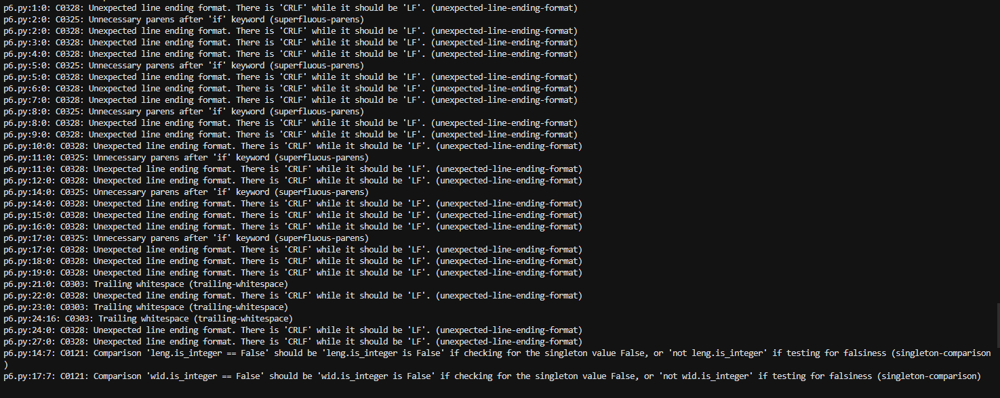 p6.py:1:0: C0328: Unexpected line ending format. There is 'CRLF' while it should be 'LF'. (unexpected-line-ending-format)
p6.py:2:0: C0325: Unnecessary parens after 'if' keyword (superfluous-parens)
p6.py:2:0: C0328: Unexpected line ending format. There is 'CRLF' while it should be 'LF'. (unexpected-line-ending-format)
p6.py:3:0: C0328: Unexpected line ending format. There is 'CRLF' while it should be 'LF'. (unexpected-line-ending-format)
p6.py:4:0: C0328: Unexpected line ending format. There is 'CRLF' while it should be 'LF'. (unexpected-line-ending-format)
p6.py:5:0: C0325: Unnecessary parens after 'if' keyword (superfluous-parens)
p6.py:5:0: C0328: Unexpected line ending format. There is 'CRLF' while it should be 'LF'. (unexpected-line-ending-format)
p6.py:6:0: C0328: Unexpected line ending format. There is 'CRLF' while it should be 'LF'. (unexpected-line-ending-format)
p6.py:7:0: C0328: Unexpected line ending format. There is 'CRLF' while it should be 'LF'. (unexpected-line-ending-format)
p6.py:8:0: C0325: Unnecessary parens after 'if' keyword (superfluous-parens)
p6.py:8:0: C0328: Unexpected line ending format. There is 'CRLF' while it should be 'LF'. (unexpected-line-ending-format)
p6.py:9:0: C0328: Unexpected line ending format. There is 'CRLF' while it should be 'LF'. (unexpected-line-ending-format)
p6.py:10:0: C0328: Unexpected line ending format. There is 'CRLF' while it should be 'LF'. (unexpected-line-ending-format)
p6.py:11:0: C0325: Unnecessary parens after 'if' keyword (superfluous-parens)
p6.py:11:0: C0328: Unexpected line ending format. There is 'CRLF' while it should be 'LF'. (unexpected-line-ending-format)
p6.py:12:0: C0328: Unexpected line ending format. There is 'CRLF' while it should be 'LF'. (unexpected-line-ending-format)
p6.py:14:0: C0325: Unnecessary parens after 'if' keyword (superfluous-parens)
p6.py:14:0: C0328: Unexpected line ending format. There is 'CRLF' while it should be 'LF'. (unexpected-line-ending-format)
p6.py:15:0: C0328: Unexpected line ending format. There is 'CRLF' while it should be 'LF'. (unexpected-line-ending-format)
p6.py:16:0: C0328: Unexpected line ending format. There is 'CRLF' while it should be 'LF'. (unexpected-line-ending-format)
p6.py:17:0: C0325: Unnecessary parens after 'if' keyword (superfluous-parens)
p6.py:17:0: C0328: Unexpected line ending format. There is 'CRLF' while it should be 'LF'. (unexpected-line-ending-format)
p6.py:18:0: C0328: Unexpected line ending format. There is 'CRLF' while it should be 'LF'. (unexpected-line-ending-format)
p6.py:19:0: C0328: Unexpected line ending format. There is 'CRLF' while it should be 'LF'. (unexpected-line-ending-format)
p6.py:21:0: C0303: Trailing whitespace (trailing-whitespace)
p6.py:22:0: C0328: Unexpected line ending format. There is 'CRLF' while it should be 'LF'. (unexpected-line-ending-format)
p6.py:23:0: C0303: Trailing whitespace (trailing-whitespace)
p6.py:24:16: C0303: Trailing whitespace (trailing-whitespace)
p6.py:24:0: C0328: Unexpected line ending format. There is 'CRLF' while it should be 'LF'. (unexpected-line-ending-format)
p6.py:27:0: C0328: Unexpected line ending format. There is 'CRLF' while it should be 'LF'. (unexpected-line-ending-format)
p6.py:14:7: C0121: Comparison 'leng.is_integer == False' should be 'leng.is_integer is False' if checking for the singleton value False, or 'not leng.is_integer' if testing for falsiness (singleton-comparison
)
p6.py:17:7: C0121: Comparison 'wid.is_integer == False' should be 'wid.is_integer is False' if checking for the singleton value False, or 'not wid.is_integer' if testing for falsiness (singleton-comparison)